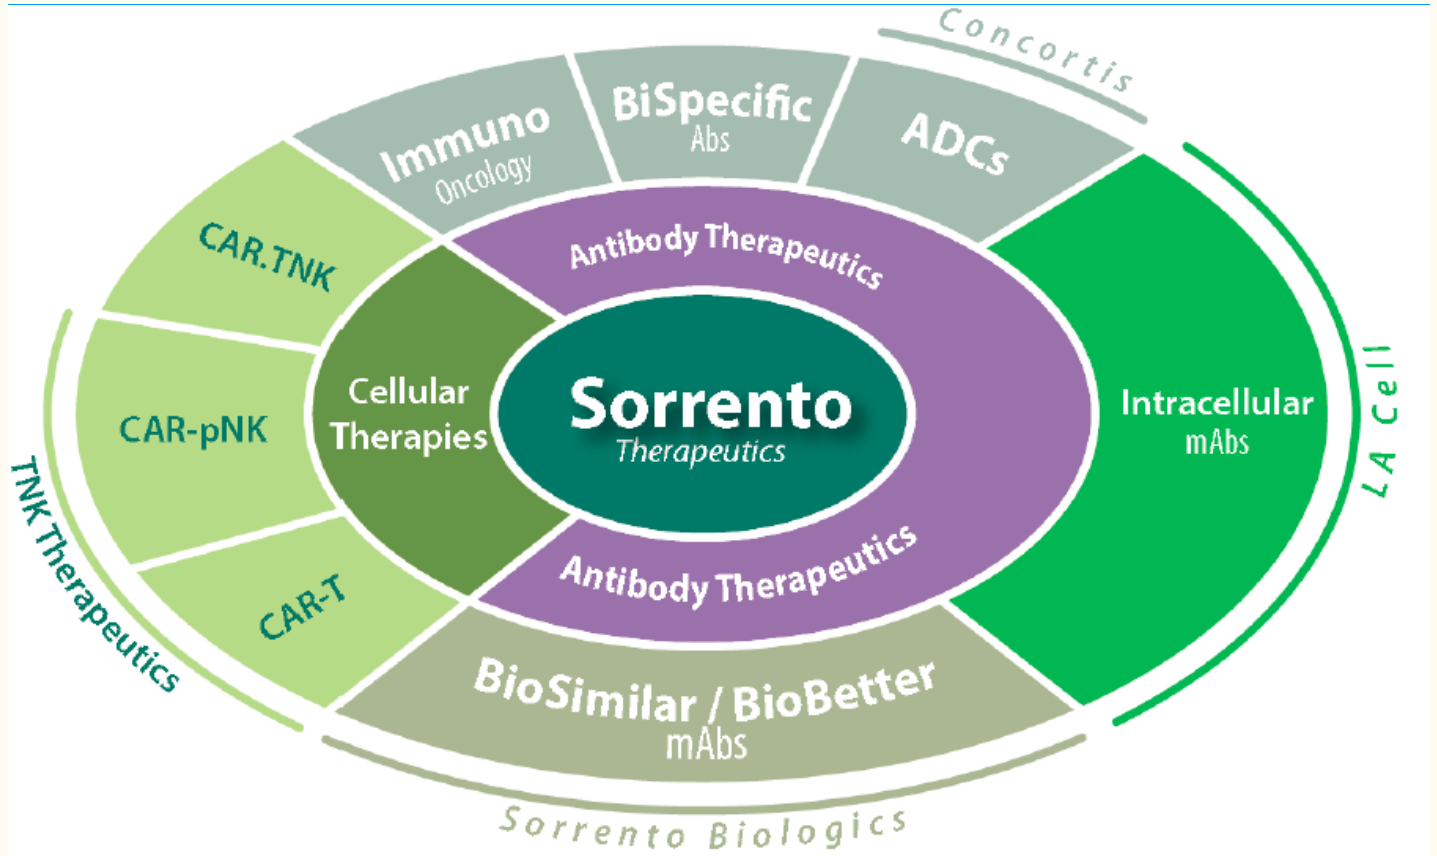 Concortis
Immuno
Oncology
BiSpecific
Abs
ADCs
CAR.TNK
Antibody Therapeutics
Cellular
Therapies
Sorrento
Therapeutics
Intracellular
mAbs
LA Cell
CAR-pNK
TNK Therapeutics
CAR-T
Antibody Therapeutics
BioSimilar / BioBetter
mAbs
Sorrento Biologics